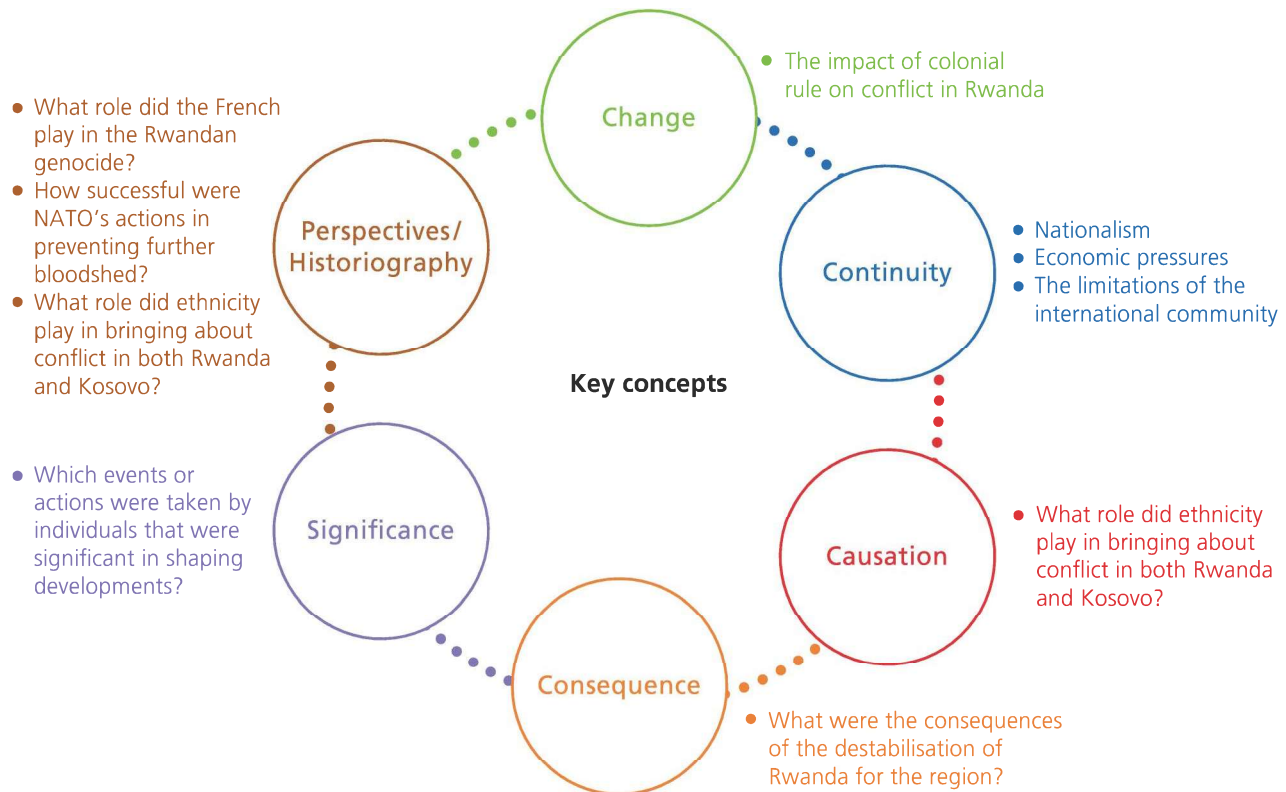 Change
• The impact of colonial
rule on conflict in Rwanda
Continuity
• Nationalism
• Economic pressures
• The limitations of the
international community
Key concepts
Causation
• What role did ethnicity
play in bringing about
conflict in both Rwanda
and Kosovo?
Consequence
• What were the consequences
of the destabilisation of
Rwanda for the region?
Significance
• Which events or
actions were taken by
individuals that were
significant in shaping
developments?
Perspectives/
Historiography
• What role did the French
play in the Rwandan
genocide?
• How successful were
NATO’s actions in
preventing further
bloodshed?
• What role did ethnicity
play in bringing about
conflict in both Rwanda
and Kosovo?